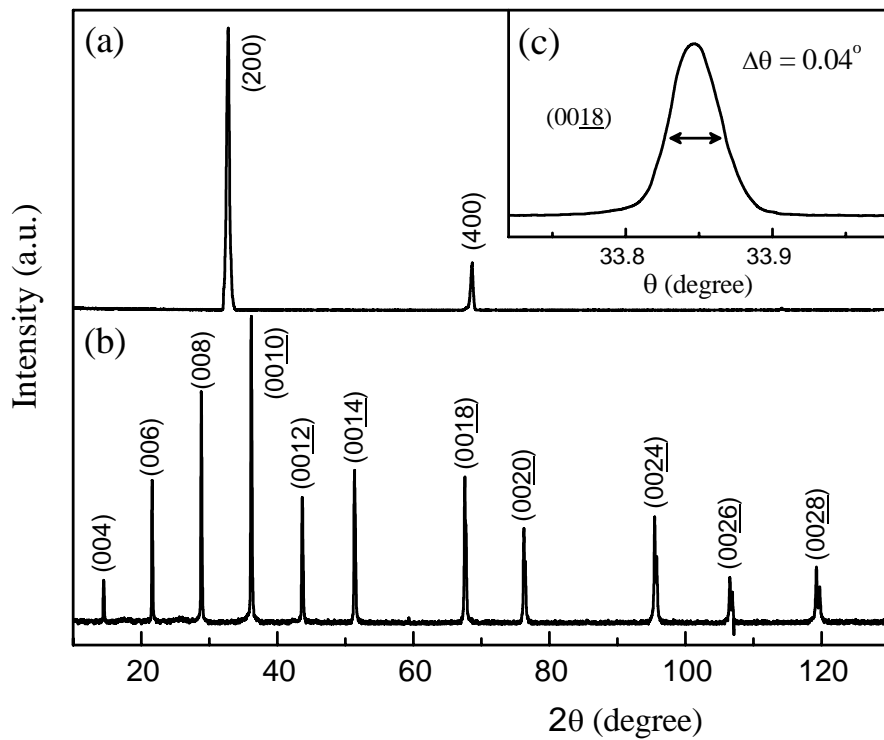 Intensity (a.u.)
(a)
(200)
(400)
(c)
Δθ = 0.04°
(0018)
33.8 33.9
θ (degree)
(b)
(004)
(006)
(008)
(0010)
(0012)
(0014)
(0018)
(0020)
(0024)
(0026)
(0028)
20 40 60 80 100 120
2θ (degree)